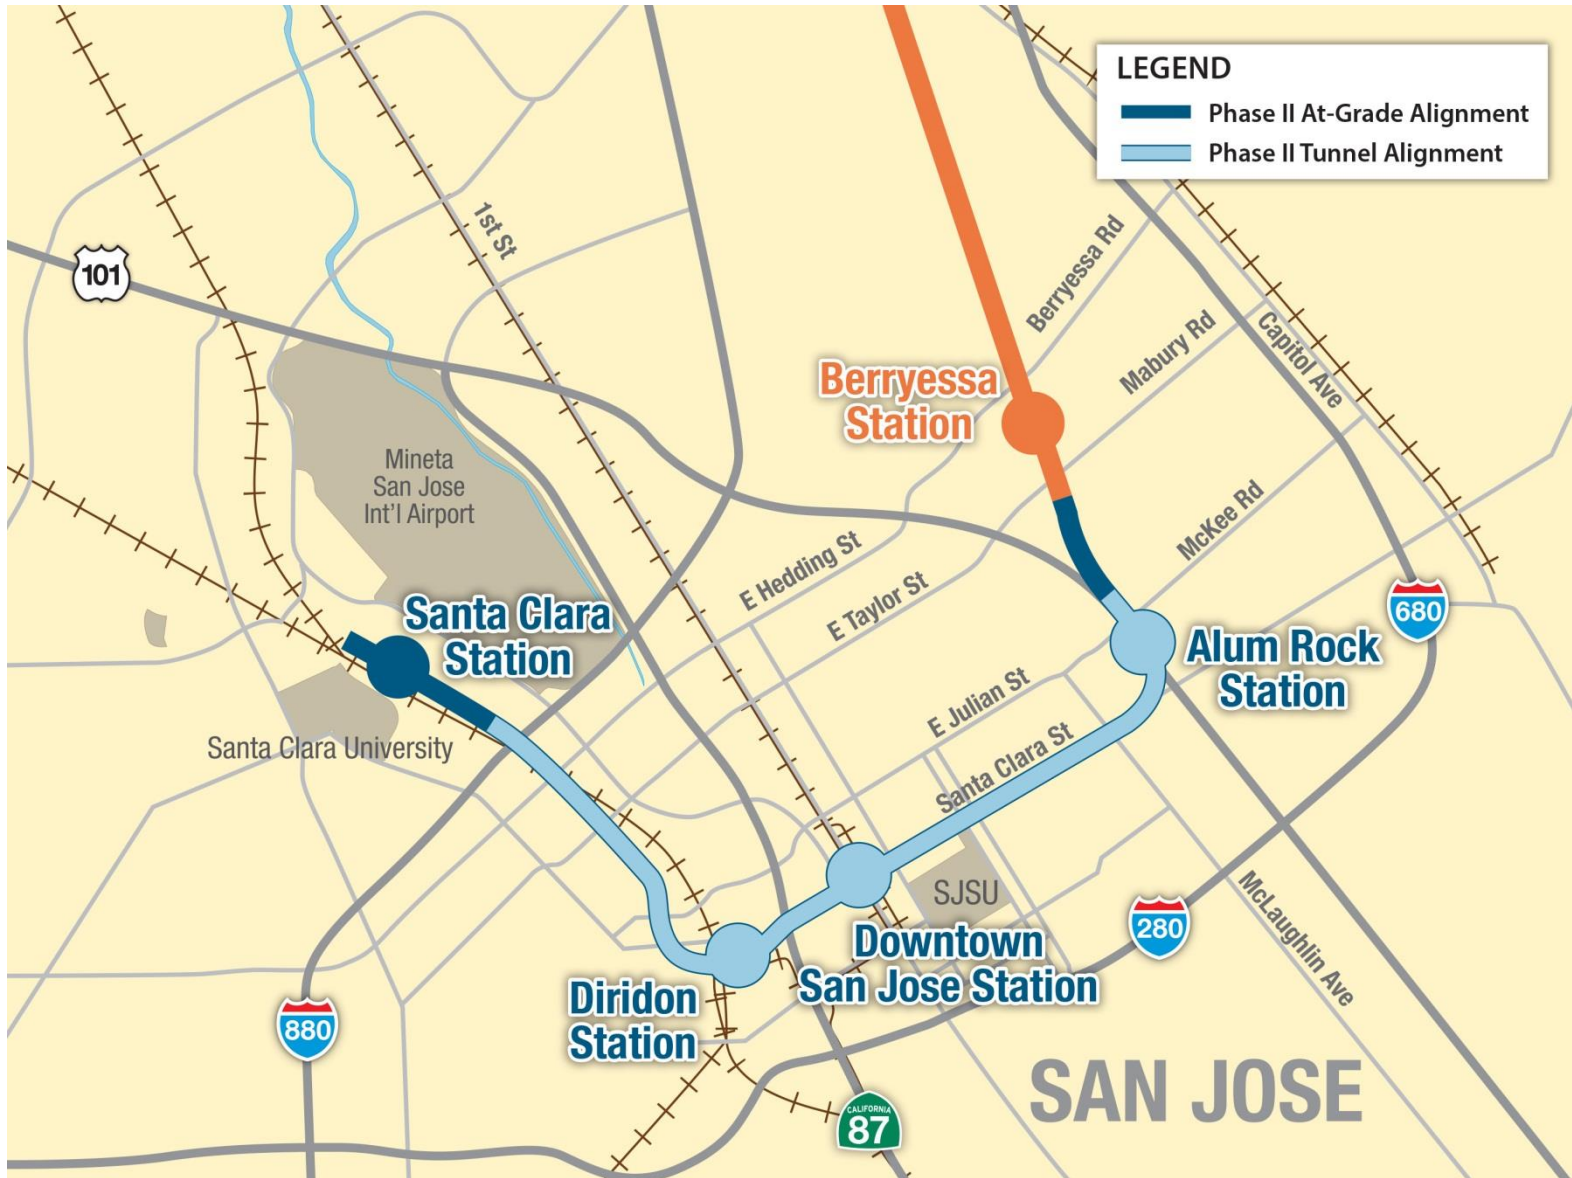 LEGEND
Phase II At-Grade Alignment
Phase II Tunnel Alignment
1st St
101
Berryessa Rd
Mabury Rd
Capitol Ave
Berryessa
Station
Mineta
San Jose
Int'l Airport
McKee Rd
E Hedding St
E Taylor St
680
Santa Clara
Station
Alum Rock
Station
E Julian St
Santa Clara University
Santa Clara St
SJSU
McLaughlin Ave
280
Downtown
San Jose Station
Diridon
Station
880
SAN JOSE
CALIFORNIA
87